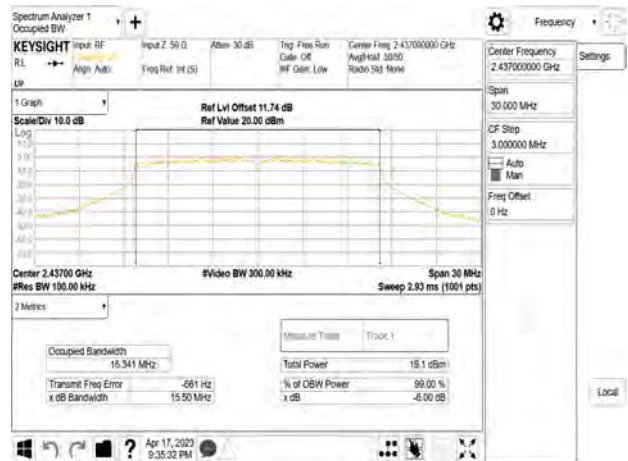 Spectrum Analyzer 1
Occupied BW
+
Frequency
KEYSIGHT
Input: RF
Input Z: 50 Ω
Atten: 30 dB
Trig: Free Run
Center Freq: 2.437000000 GHz
Gate: Off
Avg|Hold: 50/50
RL
Align: Auto
Freq Ref: Int (S)
#IF Gain: Low
Radio Std: None
Center Frequency
2.437000000 GHz
Settings
Span
30.000 MHz
CF Step
3.000000 MHz
Auto
Man
Freq Offset
0 Hz
Local
1 Graph
Ref Lvl Offset 11.74 dB
Scale/Div 10.0 dB
Ref Value 20.00 dBm
Log
Center 2.43700 GHz
#Video BW 300.00 kHz
Span 30 MHz
#Res BW 100.00 kHz
Sweep 2.93 ms (1001 pts)
2 Metrics
Measure Trace
Trace 1
Occupied Bandwidth
16.341 MHz
Total Power
19.1 dBm
Transmit Freq Error
-661 Hz
% of OBW Power
99.00 %
x dB Bandwidth
15.50 MHz
x dB
-6.00 dB
?
Apr 17, 2023
9:35:32 PM